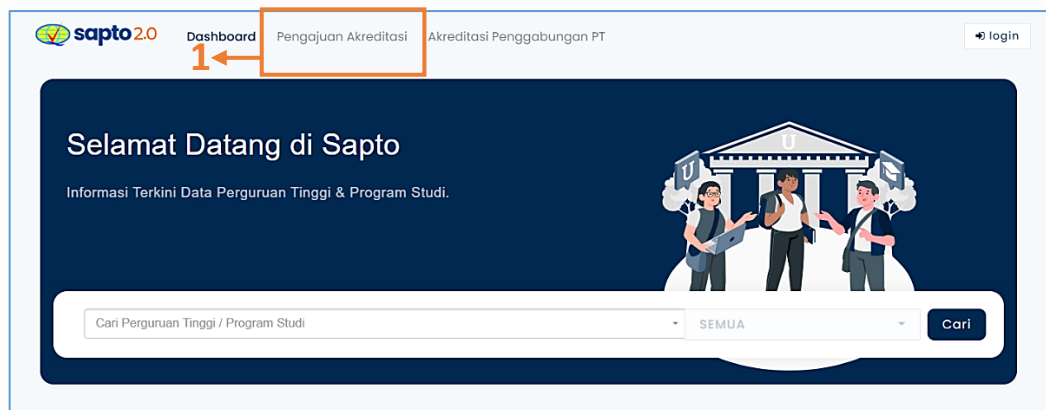 sapto 2.0 Dashboard Pengajuan Akreditasi Akreditasi Penggabungan PT login
1
Selamat Datang di Sapto
Informasi Terkini Data Perguruan Tinggi & Program Studi.
U
U
Cari Perguruan Tinggi / Program Studi SEMUA Cari